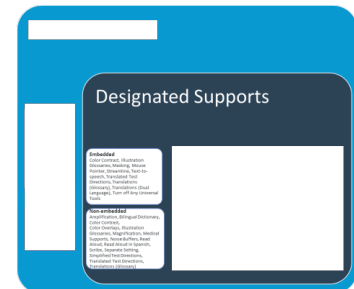 Designated Supports
Embedded
Color Contrast, Illustration
Glossaries, Masking, Mouse
Pointer, Streamline, Text-to-
speech, Translated Test
Directions, Translations
(Glossary), Translations (Dual
Language), Turn off Any Universal
Tools
Non-embedded
Amplification, Bilingual Dictionary,
Color Contrast,
Color Overlays, Illustration
Glossaries, Magnification, Medical
Supports, Noise Buffers, Read
Aloud, Read Aloud in Spanish,
Scribe, Separate Setting,
Simplified Test Directions,
Translated Test Directions,
Translations (Glossary)